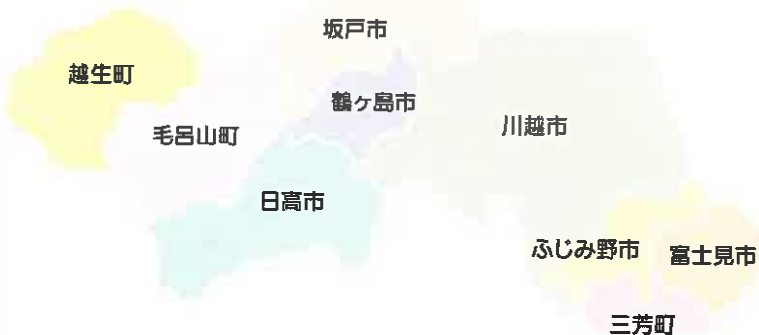 坂戸市
越生町
鶴ヶ島市
川越市
毛呂山町
日高市
ふじみ野市
富士見市
三芳町